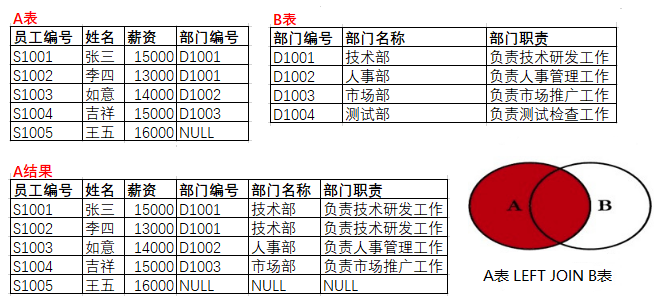 A表
员工编号 姓名 薪资 部门编号
S1001 张三 15000 D1001
S1002 李四 13000 D1001
S1003 如意 14000 D1002
S1004 吉祥 15000 D1003
S1005 王五 16000 NULL
B表
部门编号 部门名称 部门职责
D1001 技术部 负责技术研发工作
D1002 人事部 负责人事管理工作
D1003 市场部 负责市场推广工作
D1004 测试部 负责测试检查工作
A结果
员工编号 姓名 薪资 部门编号 部门名称 部门职责
S1001 张三 15000 D1001 技术部 负责技术研发工作
S1002 李四 13000 D1001 技术部 负责技术研发工作
S1003 如意 14000 D1002 人事部 负责人事管理工作
S1004 吉祥 15000 D1003 市场部 负责市场推广工作
S1005 王五 16000 NULL NULL NULL
A B
A表 LEFT JOIN B表